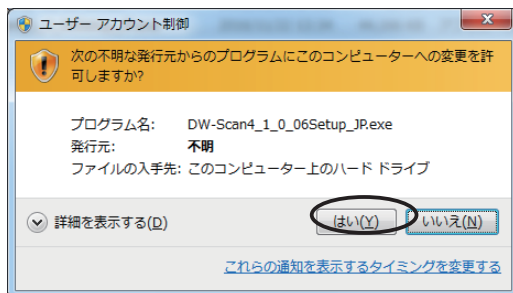 ユーザー アカウント制御
次の不明な発行元からのプログラムにこのコンピューターへの変更を許
可しますか?
プログラム名: DW-Scan4_1_0_06Setup_JP.exe
発行元: 不明
ファイルの入手先: このコンピューター上のハード ドライブ
詳細を表示する(D) はい(Y) いいえ(N)
これらの通知を表示するタイミングを変更する